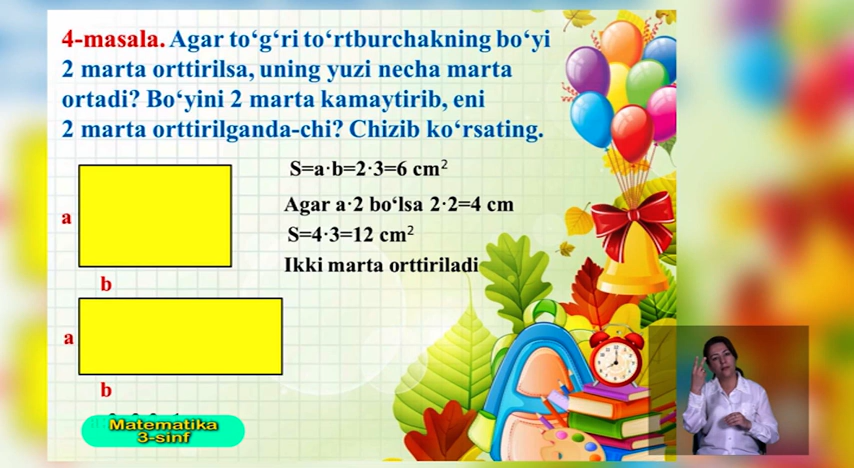 4-masala. Agar to‘g‘ri to‘rtburchakning bo‘yi
2 marta orttirilsa, uning yuzi necha marta
ortadi? Bo‘yini 2 marta kamaytirib, eni
2 marta orttirilganda-chi? Chizib ko‘rsating.
S=a·b=2·3=6 cm²
Agar a·2 bo‘lsa 2·2=4 cm
S=4·3=12 cm²
Ikki marta orttiriladi
a
b
a
b
Matematika
3-sinf